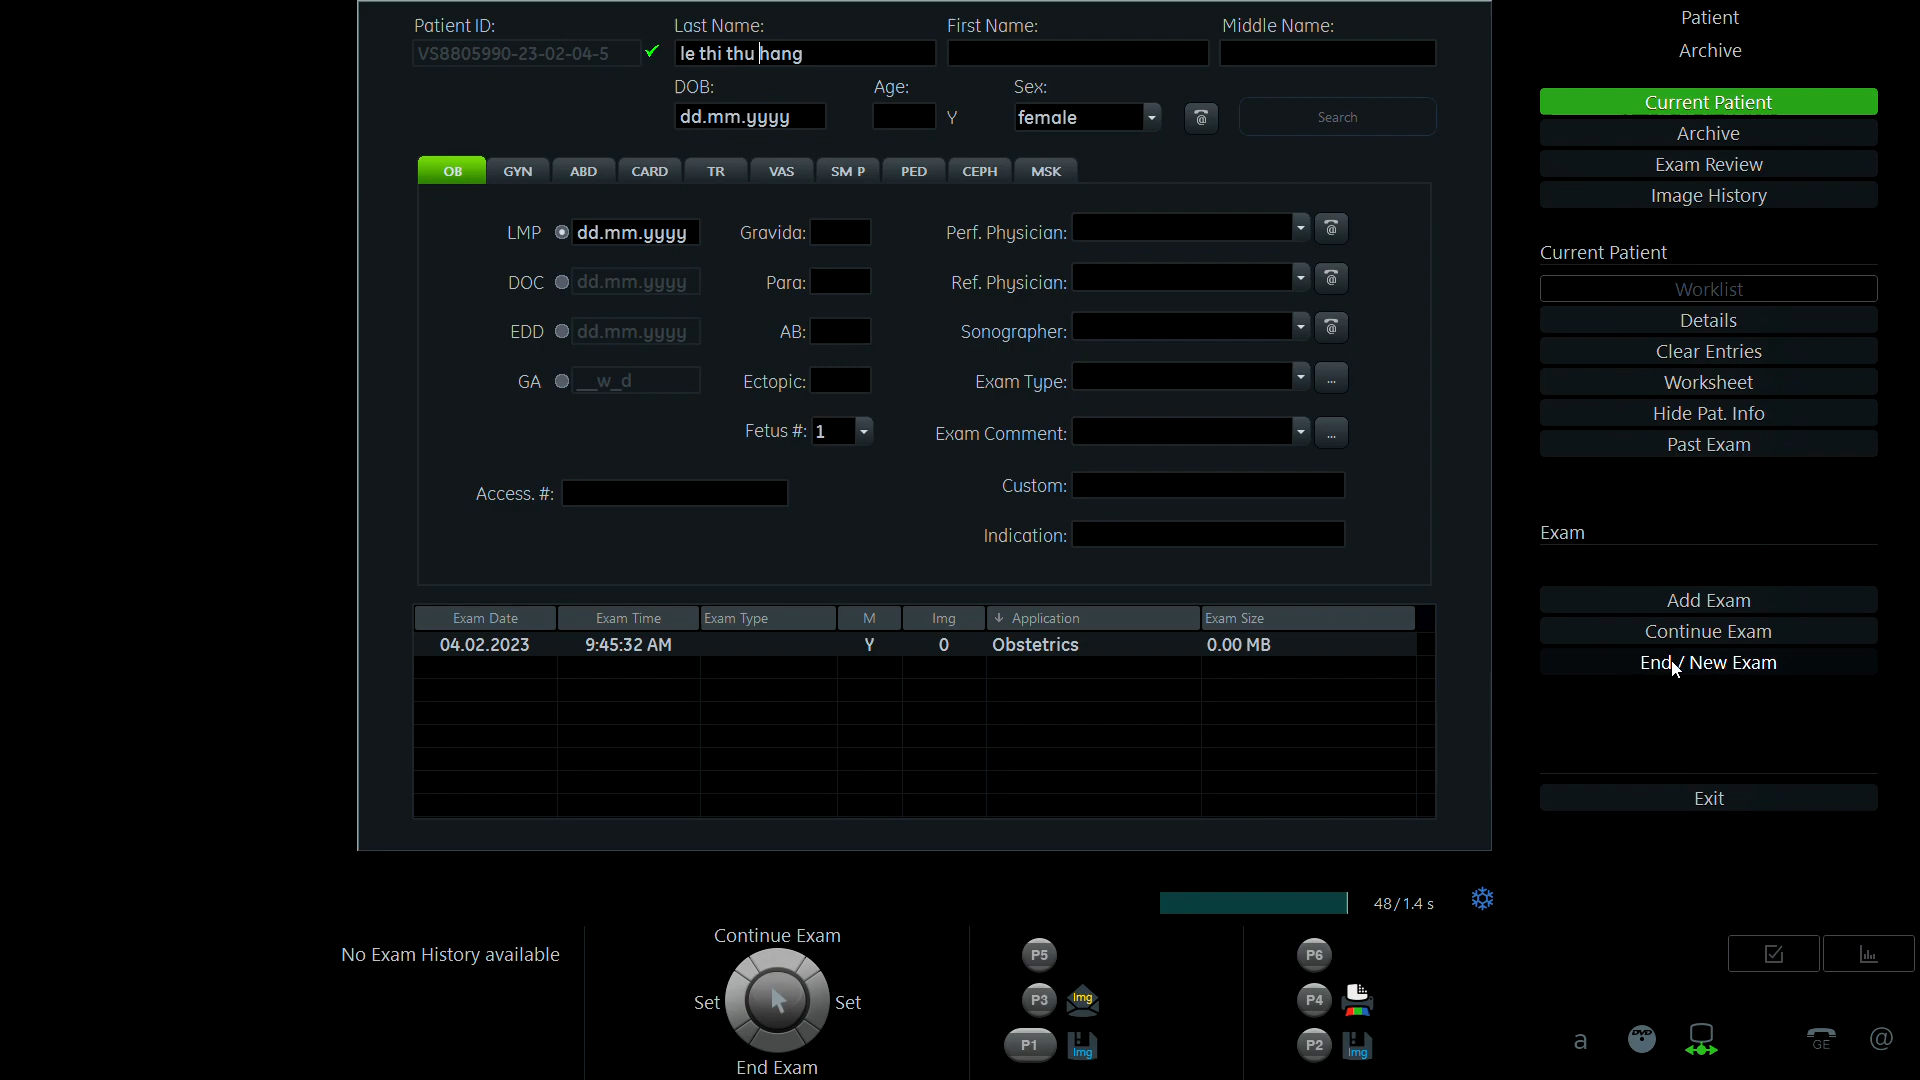 Patient ID: Last Name: First Name: Middle Name:
VS8805990-23-02-04-5 le thi thu hang
DOB: Age: Sex:
dd.mm.yyyy Y female @ Search
OB GYN ABD CARD TR VAS SM P PED CEPH MSK
LMP dd.mm.yyyy Gravida: Perf. Physician: @
DOC dd.mm.yyyy Para: Ref. Physician: @
EDD dd.mm.yyyy AB: Sonographer: @
GA __w_d Ectopic: Exam Type: ...
Fetus #: 1 Exam Comment: ...
Access. #: Custom:
Indication:
Exam Date Exam Time Exam Type M Img Application Exam Size
04.02.2023 9:45:32 AM Y 0 Obstetrics 0.00 MB
Patient
Archive
Current Patient
Archive
Exam Review
Image History
Current Patient
Worklist
Details
Clear Entries
Worksheet
Hide Pat. Info
Past Exam
Exam
Add Exam
Continue Exam
End / New Exam
Exit
48/1.4 s
No Exam History available
Continue Exam
Set Set
End Exam
P5 P6
P3 Img P4
P1 Img P2 Img
a DVD GE @